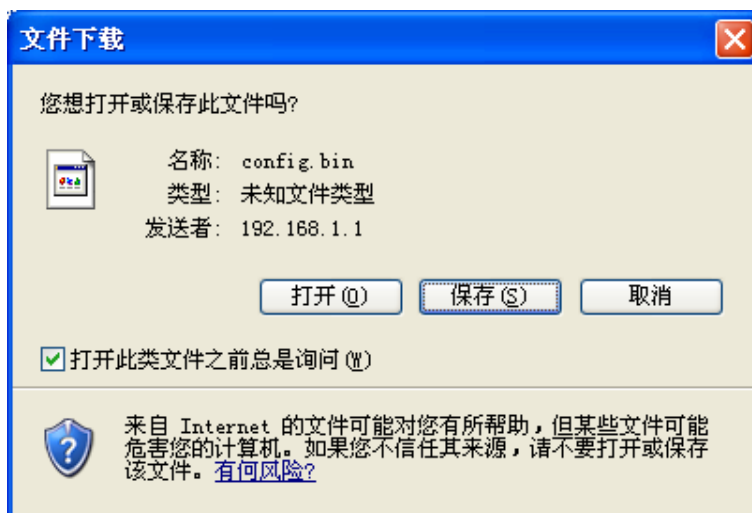 文件下载
您想打开或保存此文件吗?
名称: config.bin
类型: 未知文件类型
发送者: 192.168.1.1
打开(O) 保存(S) 取消
打开此类文件之前总是询问(W)
来自 Internet 的文件可能对您有所帮助，但某些文件可能
危害您的计算机。如果您不信任其来源，请不要打开或保存
该文件。有何风险?